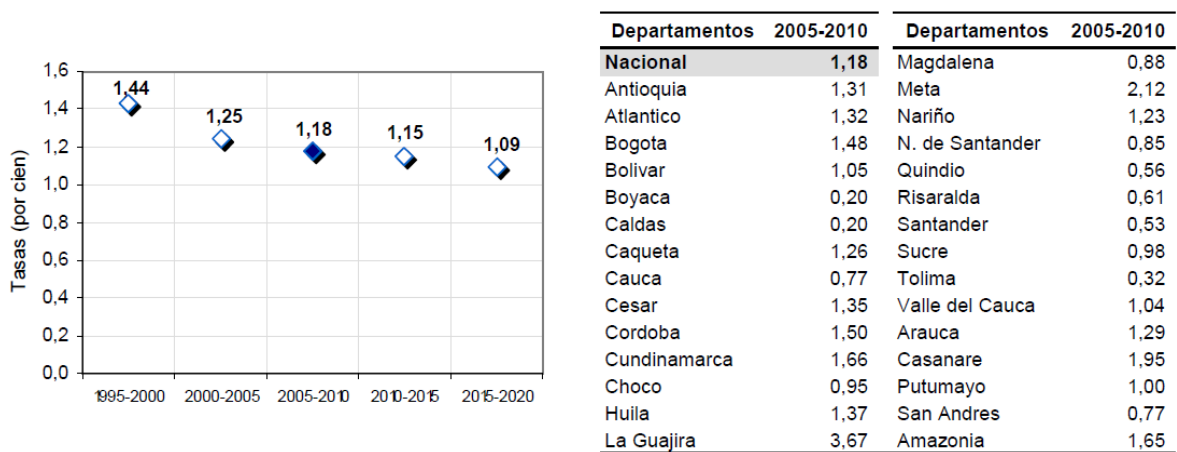 Tasas (por cien)
1,6
1,4
1,2
1,0
0,8
0,6
0,4
0,2
0,0
1,44
1,25
1,18
1,15
1,09
1995-2000 2000-2005 2005-2010 2010-2015 2015-2020
Departamentos 2005-2010 Departamentos 2005-2010
Nacional 1,18 Magdalena 0,88
Antioquia 1,31 Meta 2,12
Atlantico 1,32 Nariño 1,23
Bogota 1,48 N. de Santander 0,85
Bolivar 1,05 Quindio 0,56
Boyaca 0,20 Risaralda 0,61
Caldas 0,20 Santander 0,53
Caqueta 1,26 Sucre 0,98
Cauca 0,77 Tolima 0,32
Cesar 1,35 Valle del Cauca 1,04
Cordoba 1,50 Arauca 1,29
Cundinamarca 1,66 Casanare 1,95
Choco 0,95 Putumayo 1,00
Huila 1,37 San Andres 0,77
La Guajira 3,67 Amazonia 1,65